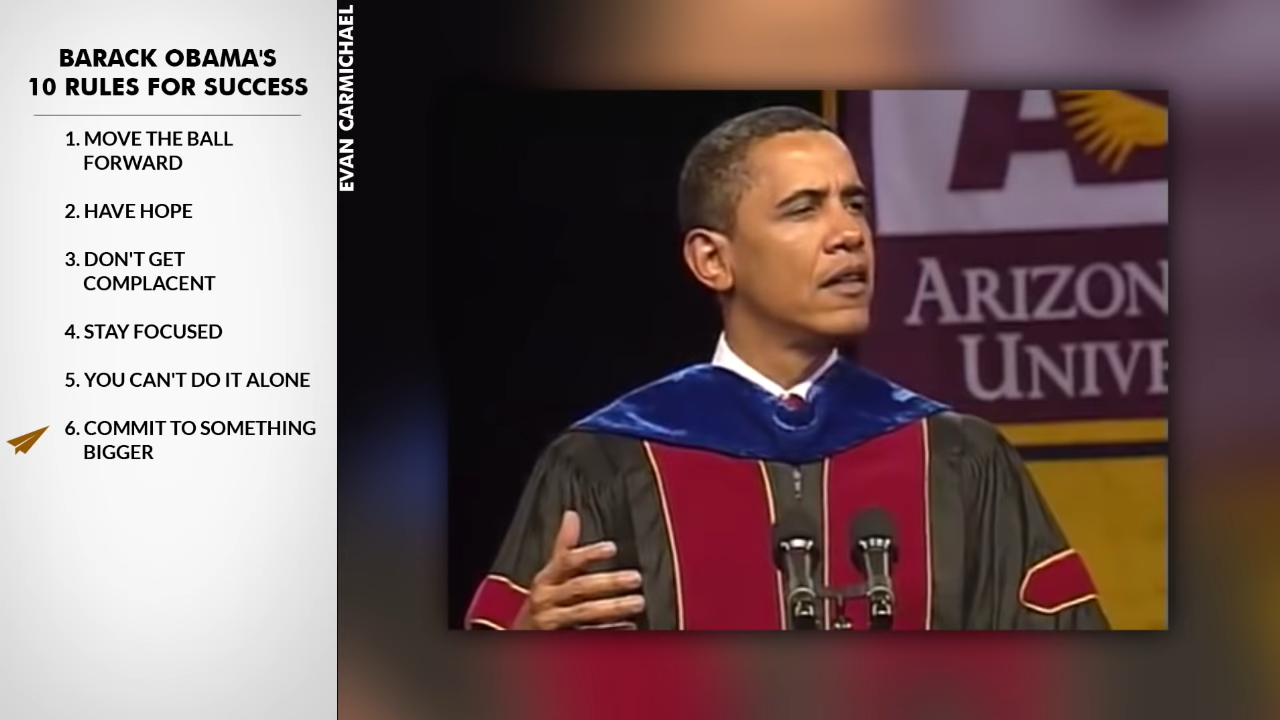 BARACK OBAMA'S
10 RULES FOR SUCCESS
1. MOVE THE BALL
FORWARD
2. HAVE HOPE
3. DON'T GET
COMPLACENT
4. STAY FOCUSED
5. YOU CAN'T DO IT ALONE
6. COMMIT TO SOMETHING
BIGGER
EVAN CARMICHAEL
A
ARIZON
UNIVE